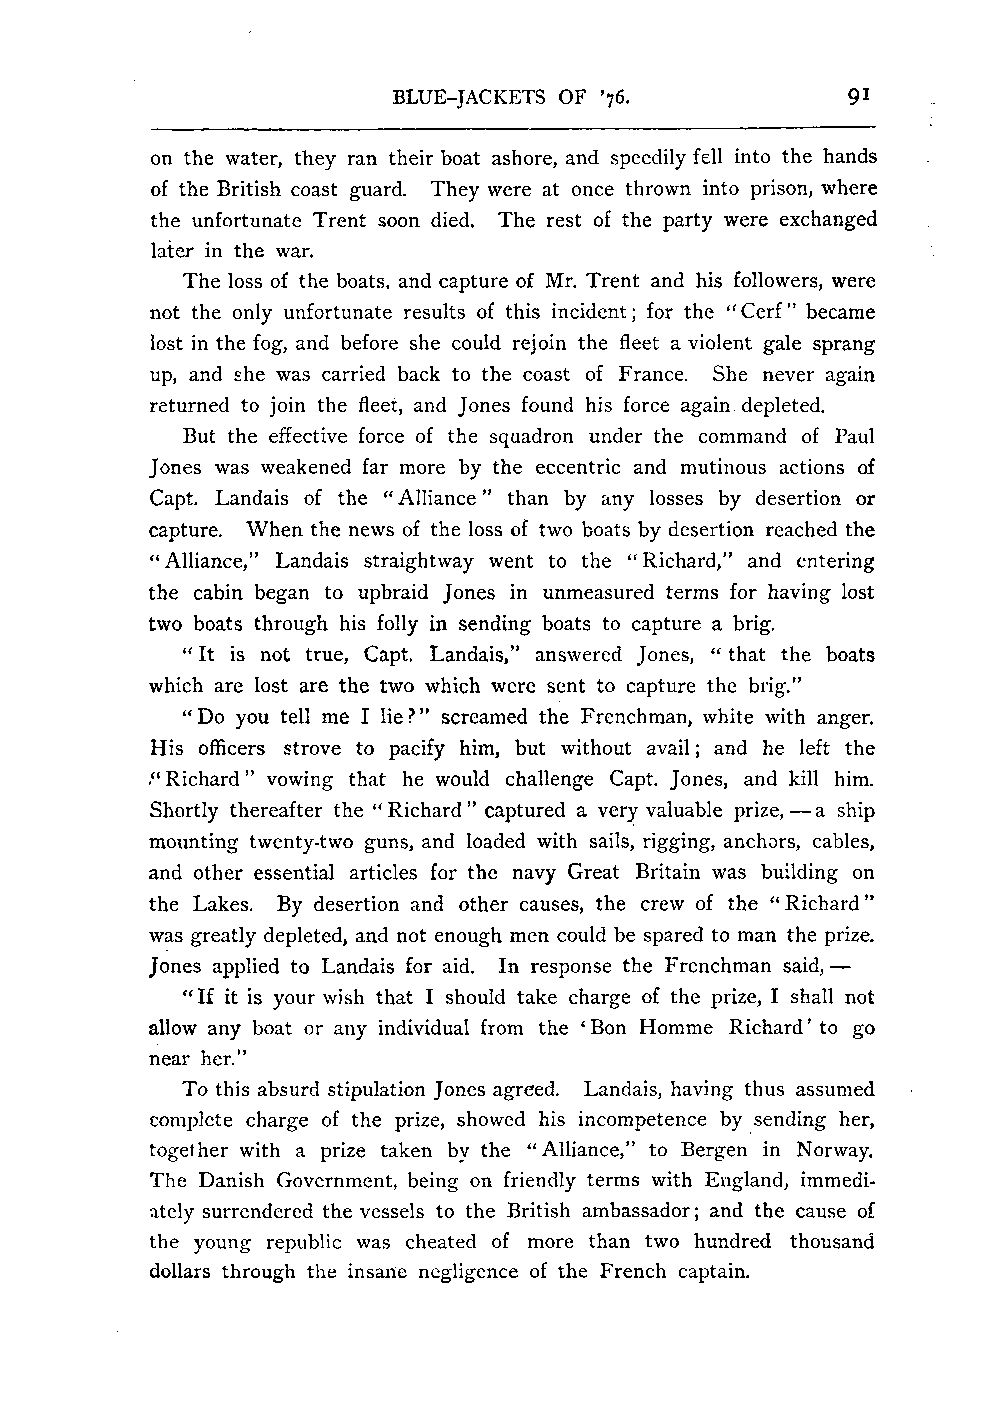 BLUE-JACKETS OF '76. 91
on the water, they ran their boat ashore, and speedily fell into the hands
of the British coast guard. They were at once thrown into prison, where
the unfortunate Trent soon died. The rest of the party were exchanged
later in the war.
The loss of the boats, and capture of Mr. Trent and his followers, were
not the only unfortunate results of this incident; for the "Cerf" became
lost in the fog, and before she could rejoin the fleet a violent gale sprang
up, and she was carried back to the coast of France. She never again
returned to join the fleet, and Jones found his force again depleted.
But the effective force of the squadron under the command of Paul
Jones was weakened far more by the eccentric and mutinous actions of
Capt. Landais of the "Alliance" than by any losses by desertion or
capture. When the news of the loss of two boats by desertion reached the
"Alliance," Landais straightway went to the "Richard," and entering
the cabin began to upbraid Jones in unmeasured terms for having lost
two boats through his folly in sending boats to capture a brig.
"It is not true, Capt. Landais," answered Jones, "that the boats
which are lost are the two which were sent to capture the brig."
"Do you tell me I lie?" screamed the Frenchman, white with anger.
His officers strove to pacify him, but without avail; and he left the
"Richard" vowing that he would challenge Capt. Jones, and kill him.
Shortly thereafter the "Richard" captured a very valuable prize,—a ship
mounting twenty-two guns, and loaded with sails, rigging, anchors, cables,
and other essential articles for the navy Great Britain was building on
the Lakes. By desertion and other causes, the crew of the "Richard"
was greatly depleted, and not enough men could be spared to man the prize.
Jones applied to Landais for aid. In response the Frenchman said,—
"If it is your wish that I should take charge of the prize, I shall not
allow any boat or any individual from the 'Bon Homme Richard' to go
near her."
To this absurd stipulation Jones agreed. Landais, having thus assumed
complete charge of the prize, showed his incompetence by sending her,
together with a prize taken by the "Alliance," to Bergen in Norway.
The Danish Government, being on friendly terms with England, immedi-
ately surrendered the vessels to the British ambassador; and the cause of
the young republic was cheated of more than two hundred thousand
dollars through the insane negligence of the French captain.